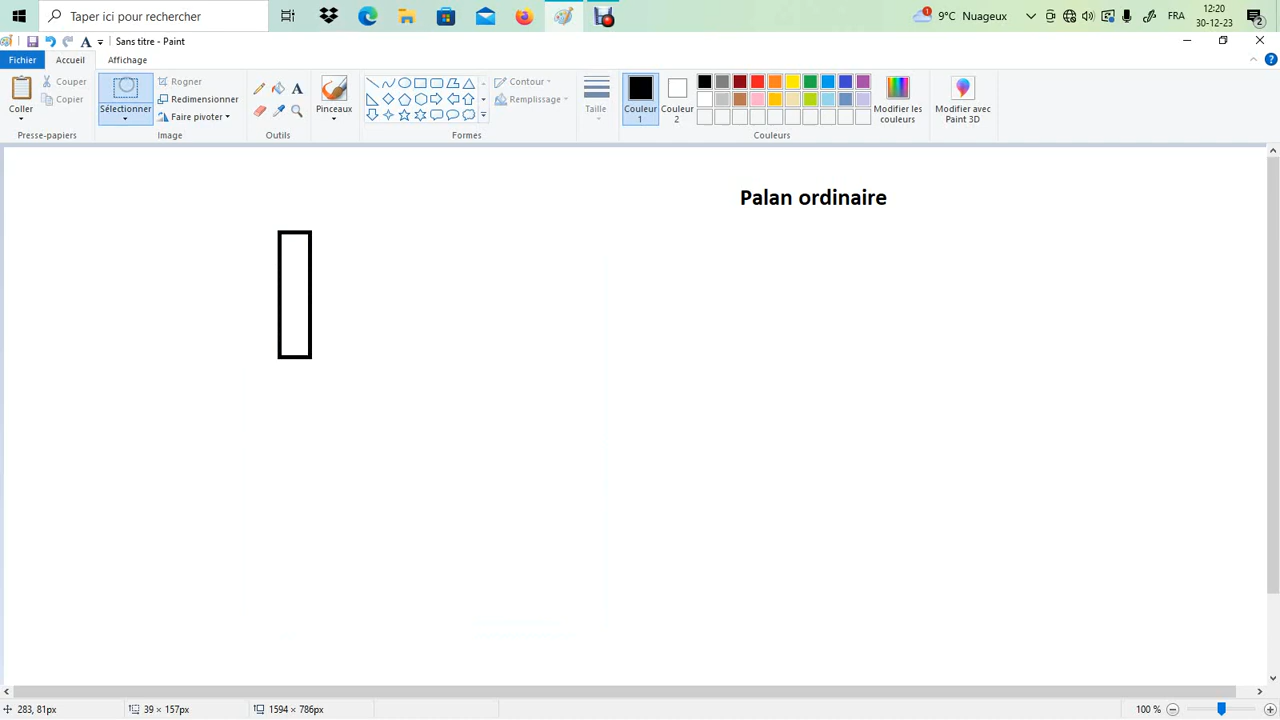 Taper ici pour rechercher
9°C Nuageux
FRA
12:20
30-12-23
2
Sans titre - Paint
Fichier
Accueil
Affichage
Coller
Couper
Copier
Presse-papiers
Sélectionner
Rogner
Redimensionner
Faire pivoter
Image
A
Outils
Pinceaux
Contour
Remplissage
Formes
Taille
Couleur 1
Couleur 2
Modifier les couleurs
Couleurs
Modifier avec Paint 3D
Palan ordinaire
283, 81px
39 × 157px
1594 × 786px
100 %